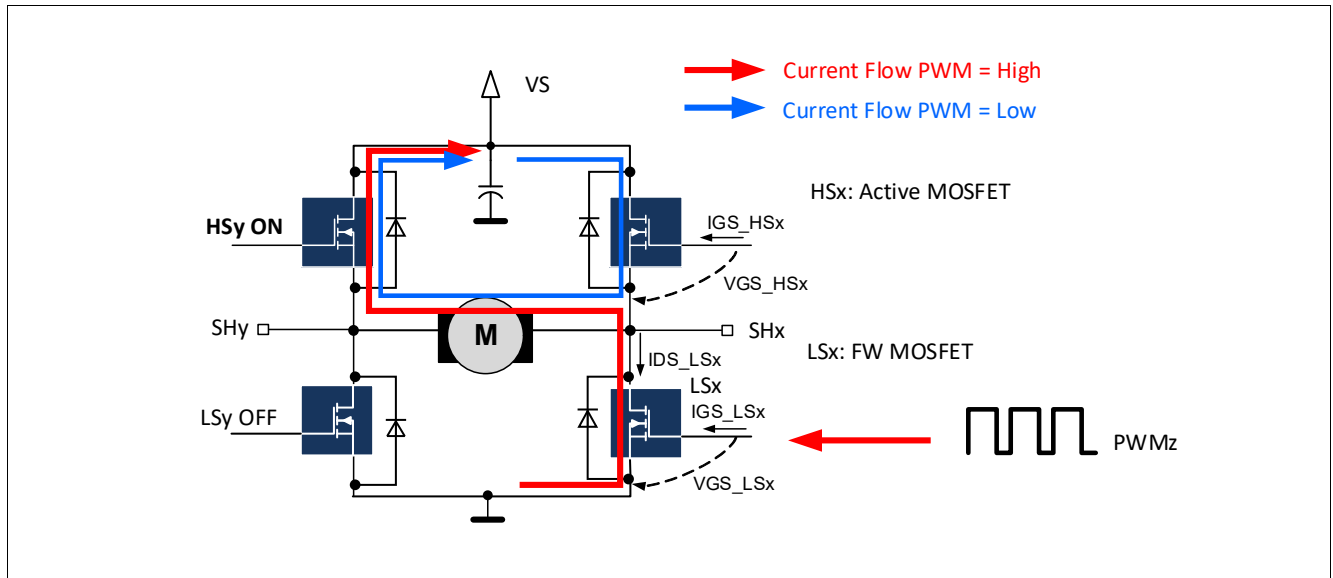 Current Flow PWM = High
VS
Current Flow PWM = Low
HSx: Active MOSFET
IGS_HSx
HSy ON
VGS_HSx
SHy
M
SHx
LSx: FW MOSFET
IDS_LSx
LSx
IGS_LSx
LSy OFF
PWMz
VGS_LSx